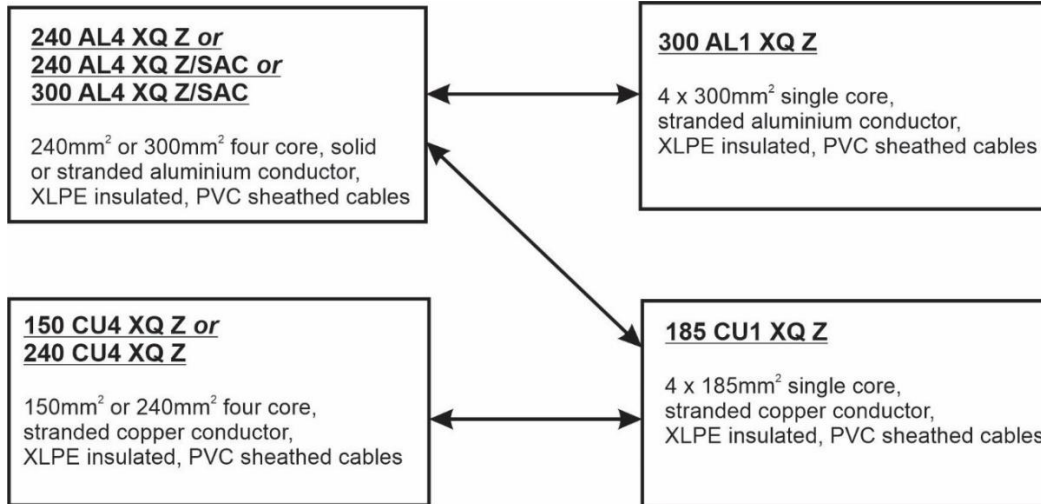 240 AL4 XQ Z or
240 AL4 XQ Z/SAC or
300 AL4 XQ Z/SAC
240mm² or 300mm² four core, solid
or stranded aluminium conductor,
XLPE insulated, PVC sheathed cables
300 AL1 XQ Z
4 x 300mm² single core,
stranded aluminium conductor,
XLPE insulated, PVC sheathed cables
150 CU4 XQ Z or
240 CU4 XQ Z
150mm² or 240mm² four core,
stranded copper conductor,
XLPE insulated, PVC sheathed cables
185 CU1 XQ Z
4 x 185mm² single core,
stranded copper conductor,
XLPE insulated, PVC sheathed cables